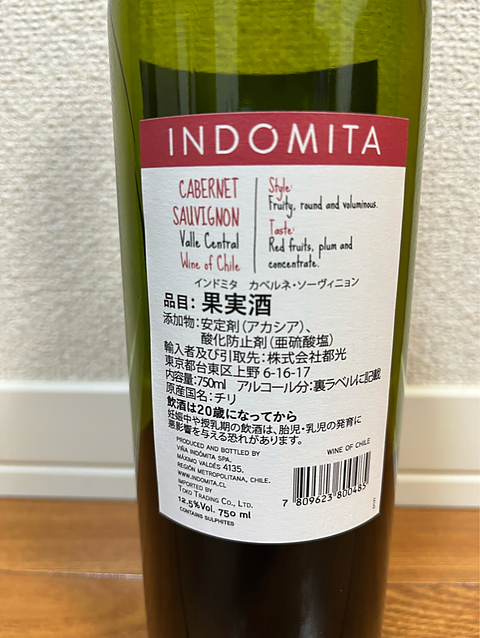 INDOMITA
CABERNET
SAUVIGNON
Valle Central
Wine of Chile
Style:
Fruity, round and voluminous.
Taste:
Red fruits, plum and
concentrate.
インドミタ　カベルネ・ソーヴィニョン
品目：果実酒
添加物：安定剤（アカシア）、
酸化防止剤（亜硫酸塩）
輸入者及び引取先：株式会社都光
東京都台東区上野 6-16-17
内容量：750ml　アルコール分：裏ラベルに記載
原産国名：チリ
飲酒は20歳になってから
妊娠中や授乳期の飲酒は、胎児・乳児の発育に
悪影響を与える恐れがあります。
PRODUCED AND BOTTLED BY
VIÑA INDÓMITA SPA.
MÁXIMO VALDÉS 4135.
REGIÓN METROPOLITANA, CHILE.
WWW.INDOMITA.CL
IMPORTED BY
TOKO TRADING CO., LTD.
12.5%Vol. 750 ml
CONTAINS SULPHITES
WINE OF CHILE
7 809623 800485